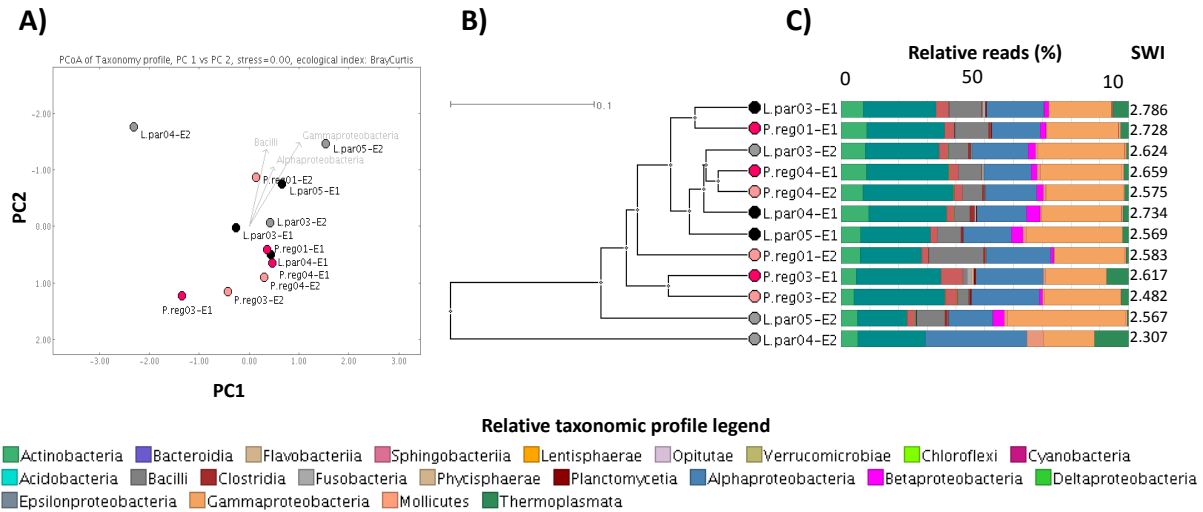 A)
B)
C)
PCoA of Taxonomy profile, PC 1 vs PC 2, stress=0.00, ecological index: BrayCurtis
-2.00
-1.00
0.00
1.00
2.00
PC2
-3.00 -2.00 -1.00 0.00 1.00 2.00 3.00
PC1
L.par04-E2
Gammaproteobacteria
Bacilli
L.par05-E2
Alphaproteobacteria
P.reg01-E2
L.par05-E1
L.par03-E2
L.par03-E1
P.reg01-E1
L.par04-E1
P.reg04-E1
P.reg04-E2
P.reg03-E2
P.reg03-E1
0.1
Relative reads (%) SWI
0 50 10
L.par03-E1 2.786
P.reg01-E1 2.728
L.par03-E2 2.624
P.reg04-E1 2.659
P.reg04-E2 2.575
L.par04-E1 2.734
L.par05-E1 2.569
P.reg01-E2 2.583
P.reg03-E1 2.617
P.reg03-E2 2.482
L.par05-E2 2.567
L.par04-E2 2.307
Relative taxonomic profile legend
Actinobacteria Bacteroidia Flavobacteriia Sphingobacteriia Lentisphaerae Opitutae Verrucomicrobiae Chloroflexi Cyanobacteria
Acidobacteria Bacilli Clostridia Fusobacteria Phycisphaerae Planctomycetia Alphaproteobacteria Betaproteobacteria Deltaproteobacteria
Epsilonproteobacteria Gammaproteobacteria Mollicutes Thermoplasmata